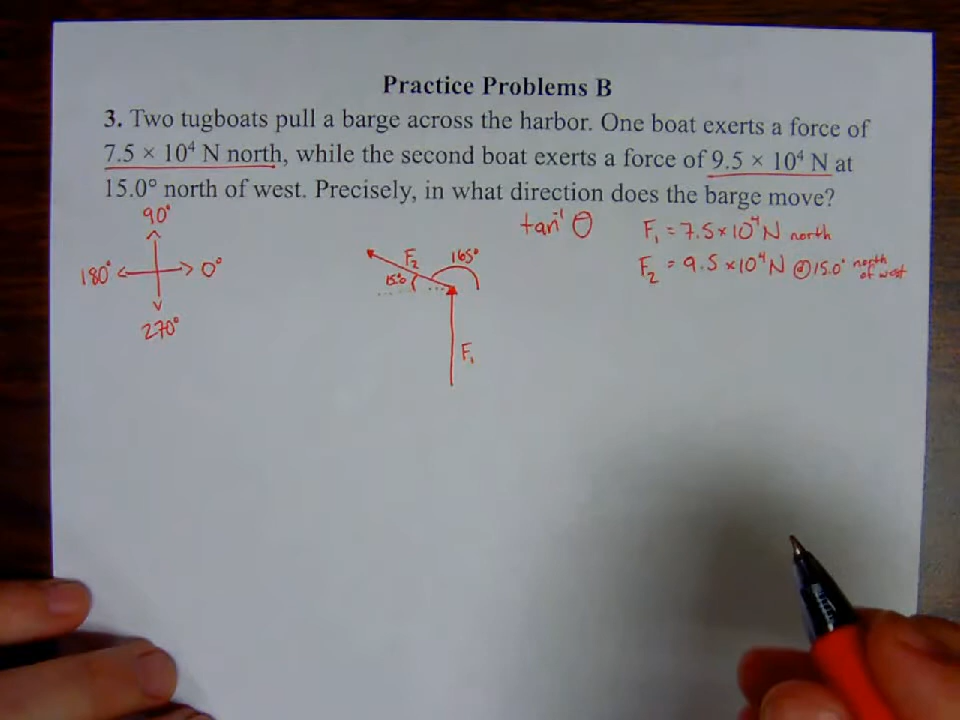 Practice Problems B
3. Two tugboats pull a barge across the harbor. One boat exerts a force of
7.5 × 10⁴ N north, while the second boat exerts a force of 9.5 × 10⁴ N at
15.0° north of west. Precisely, in what direction does the barge move?
90°
180° 0°
270°
F₂ 165°
15.0°
F₁
tan⁻¹ θ
F₁ = 7.5 × 10⁴ N north
F₂ = 9.5 × 10⁴ N @ 15.0° north of west